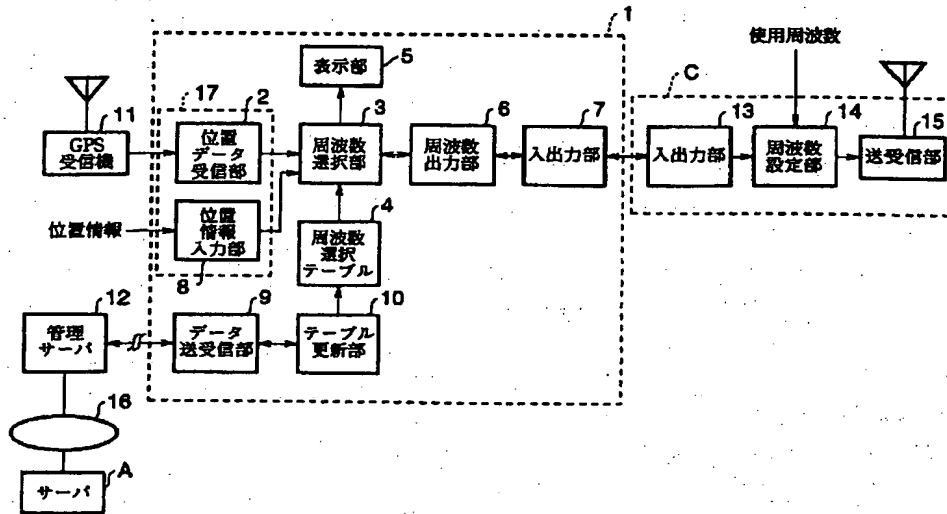 1
使用周波数
5
表示部
C
17
2
3
6
7
13
14
15
11
GPS
受信機
位置
データ
受信部
周波数
選択部
周波数
出力部
入出力部
入出力部
周波数
設定部
送受信部
位置情報
位置
情報
入力部
8
4
周波数
選択
テーブル
12
管理
サーバ
9
データ
送受信部
10
テーブル
更新部
16
A
サーバ